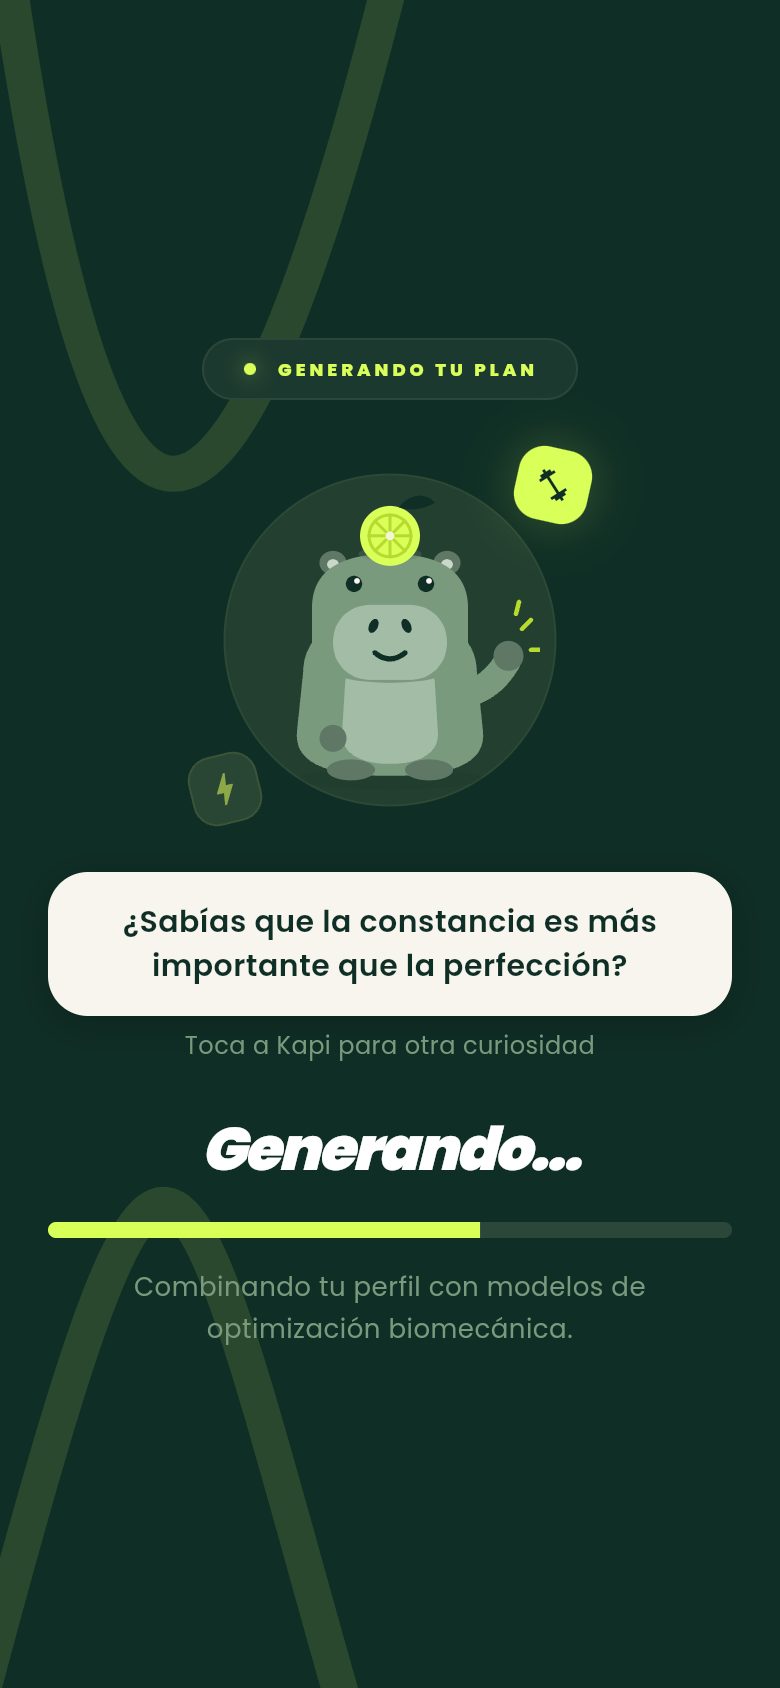 GENERANDO TU PLAN
¿Sabías que la constancia es más
importante que la perfección?
Toca a Kapi para otra curiosidad
Generando...
Combinando tu perfil con modelos de
optimización biomecánica.